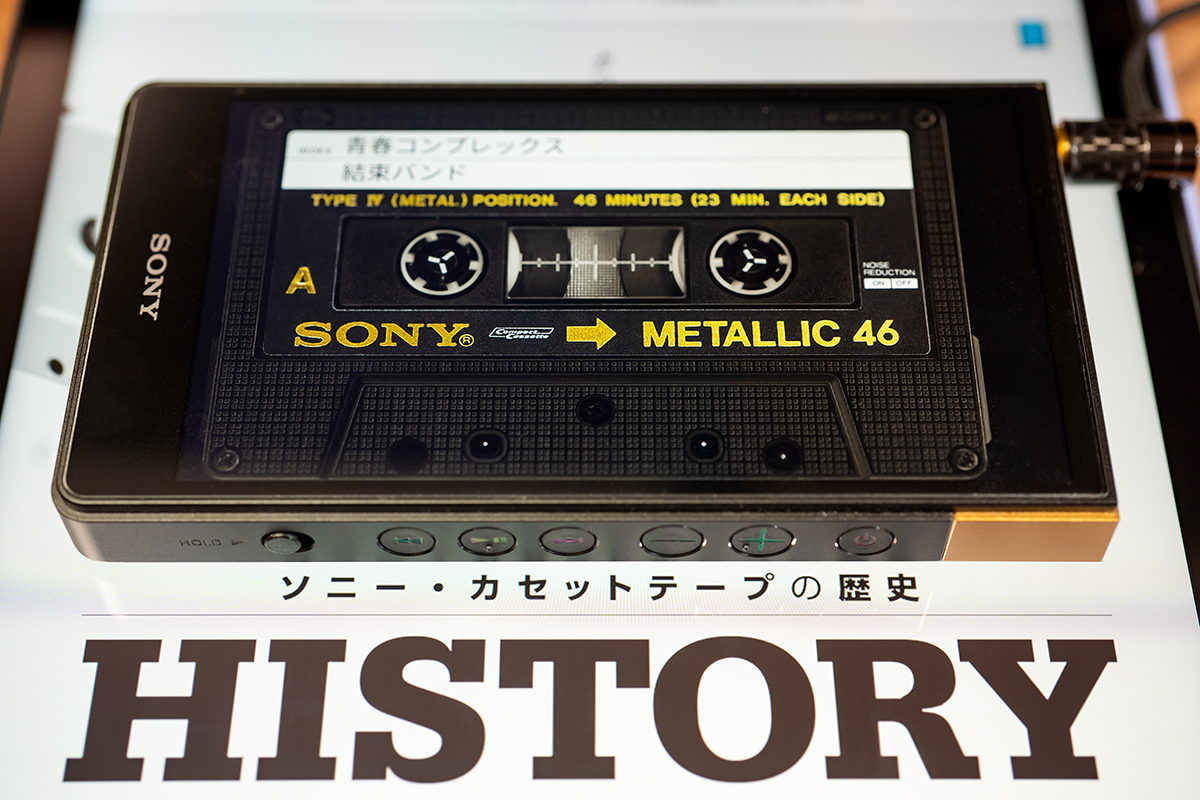 SONY
青春コンプレックス
結束バンド
TYPE IV (METAL) POSITION. 46 MINUTES (23 MIN. EACH SIDE)
A
NOISE
REDUCTION
ON OFF
SONY® Compact Cassette METALLIC 46
HOLD
ソニー・カセットテープの歴史
HISTORY